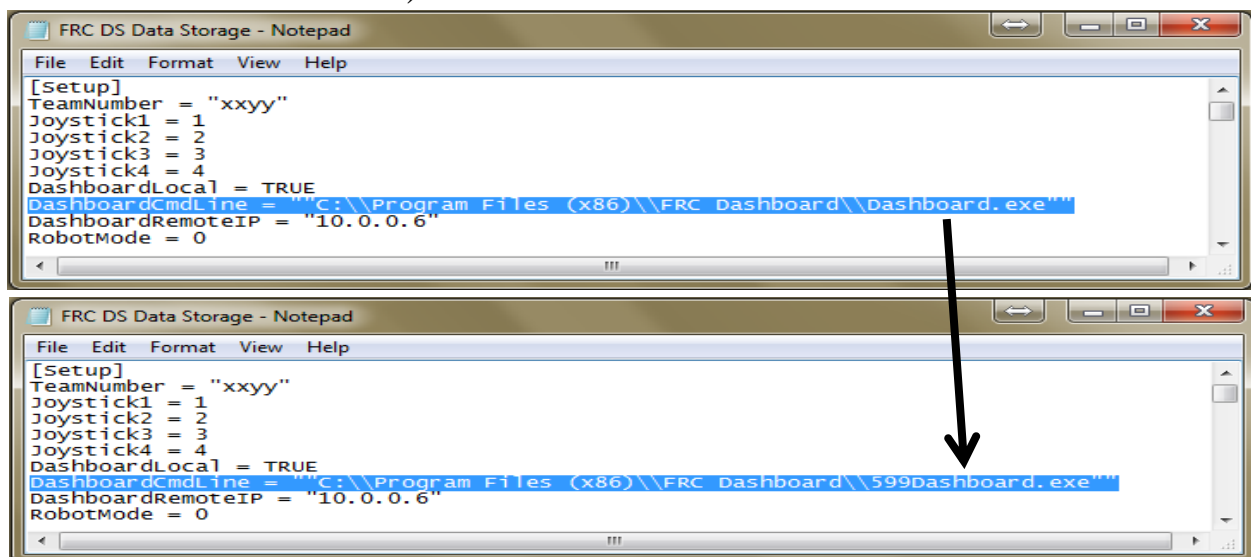 FRC DS Data Storage - Notepad
File Edit Format View Help
[Setup]
TeamNumber = "xxyy"
Joystick1 = 1
Joystick2 = 2
Joystick3 = 3
Joystick4 = 4
DashboardLocal = TRUE
DashboardCmdLine = ""C:\\Program Files (x86)\\FRC Dashboard\\Dashboard.exe""
DashboardRemoteIP = "10.0.0.6"
RobotMode = 0
FRC DS Data Storage - Notepad
File Edit Format View Help
[Setup]
TeamNumber = "xxyy"
Joystick1 = 1
Joystick2 = 2
Joystick3 = 3
Joystick4 = 4
DashboardLocal = TRUE
DashboardCmdLine = ""C:\\Program Files (x86)\\FRC Dashboard\\599Dashboard.exe""
DashboardRemoteIP = "10.0.0.6"
RobotMode = 0